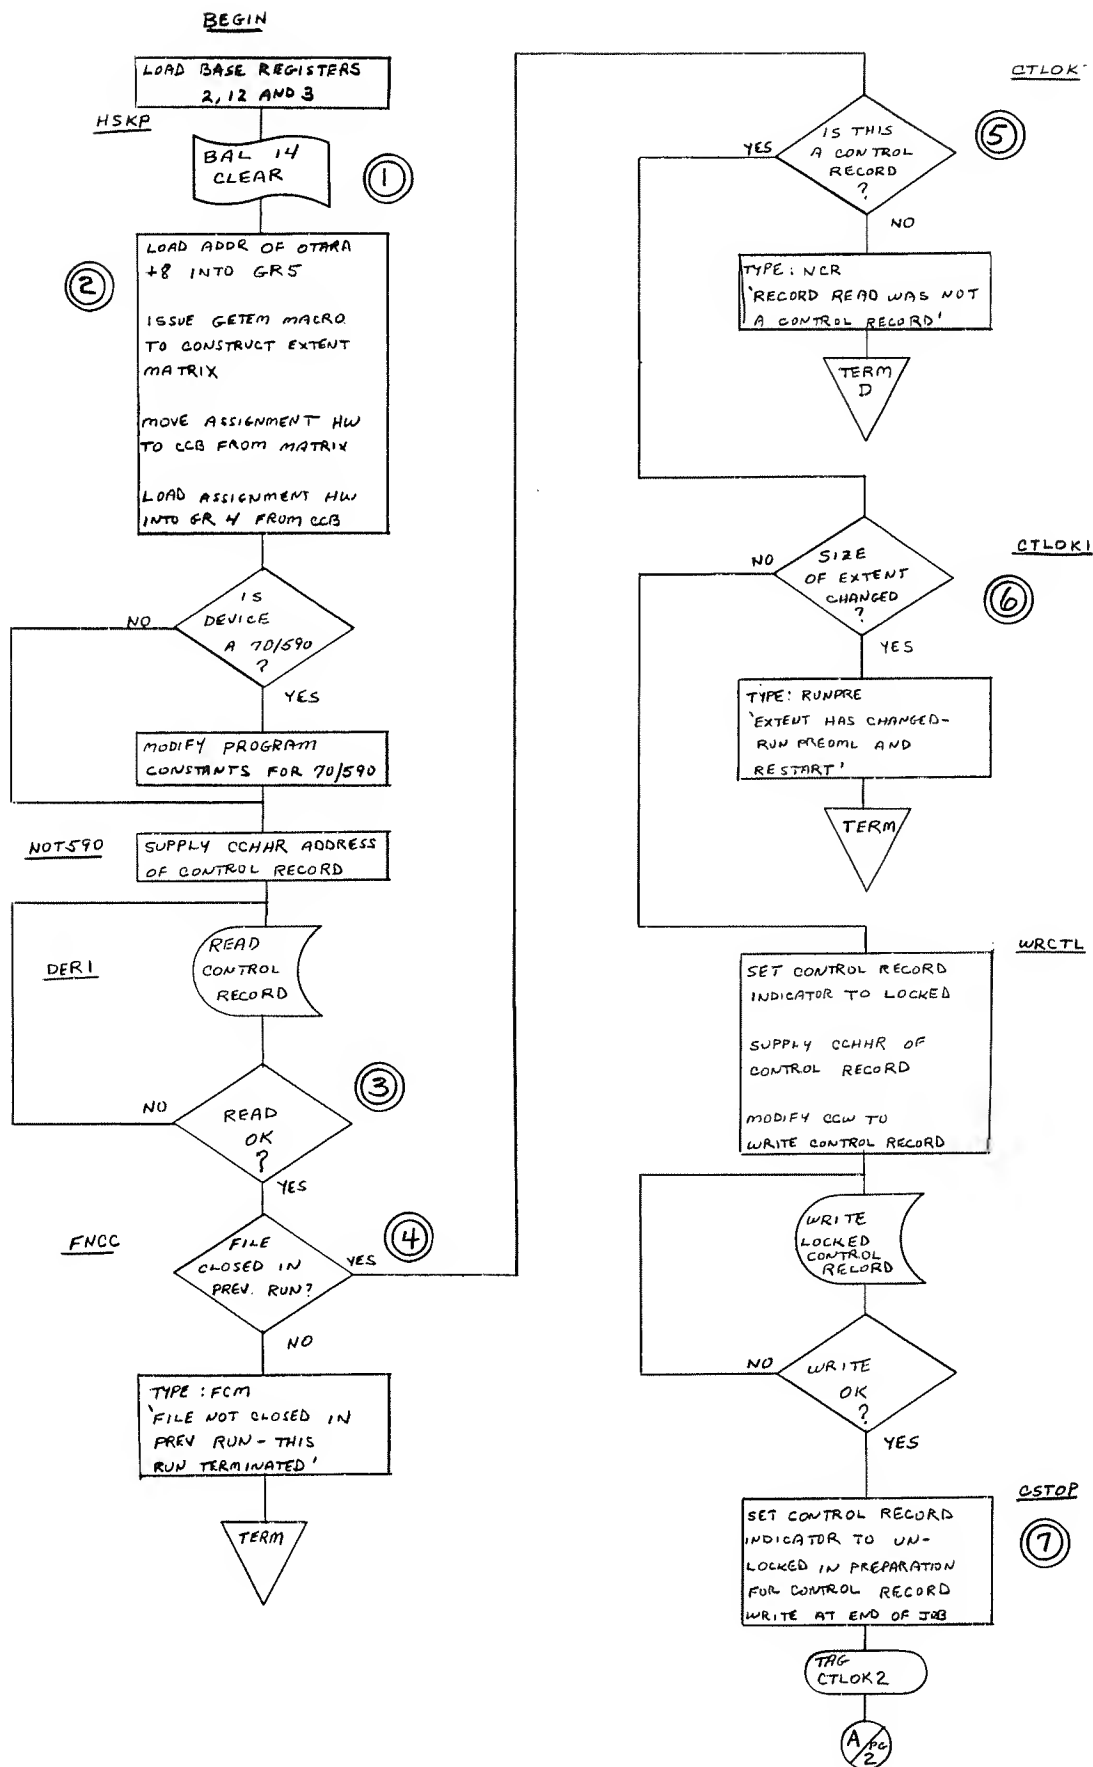 BEGIN
LOAD BASE REGISTERS
2, 12 AND 3
HSKP
BAL 14
CLEAR
1
2
LOAD ADDR OF OTARA
+8 INTO GR5
ISSUE GETEM MACRO
TO CONSTRUCT EXTENT
MATRIX
MOVE ASSIGNMENT HW
TO CCB FROM MATRIX
LOAD ASSIGNMENT HW
INTO GR 4 FROM CCB
IS
DEVICE
A 70/590
?
NO
YES
MODIFY PROGRAM
CONSTANTS FOR 70/590
NOT590
SUPPLY CCHHR ADDRESS
OF CONTROL RECORD
DER1
READ
CONTROL
RECORD
3
READ
OK
?
NO
YES
FNCC
4
FILE
CLOSED IN
PREV. RUN?
YES
NO
TYPE: FCM
'FILE NOT CLOSED IN
PREV RUN - THIS
RUN TERMINATED'
TERM
CTLOK
5
IS THIS
A CONTROL
RECORD
?
YES
NO
TYPE: NCR
'RECORD READ WAS NOT
A CONTROL RECORD'
TERM
D
CTLOK1
6
SIZE
OF EXTENT
CHANGED
?
NO
YES
TYPE: RUNPRE
'EXTENT HAS CHANGED-
RUN PREDML AND
RESTART'
TERM
WRCTL
SET CONTROL RECORD
INDICATOR TO LOCKED
SUPPLY CCHHR OF
CONTROL RECORD
MODIFY CCW TO
WRITE CONTROL RECORD
WRITE
LOCKED
CONTROL
RECORD
WRITE
OK
?
NO
YES
CSTOP
7
SET CONTROL RECORD
INDICATOR TO UN-
LOCKED IN PREPARATION
FOR CONTROL RECORD
WRITE AT END OF JOB
TAG
CTLOK2
A/PG
2